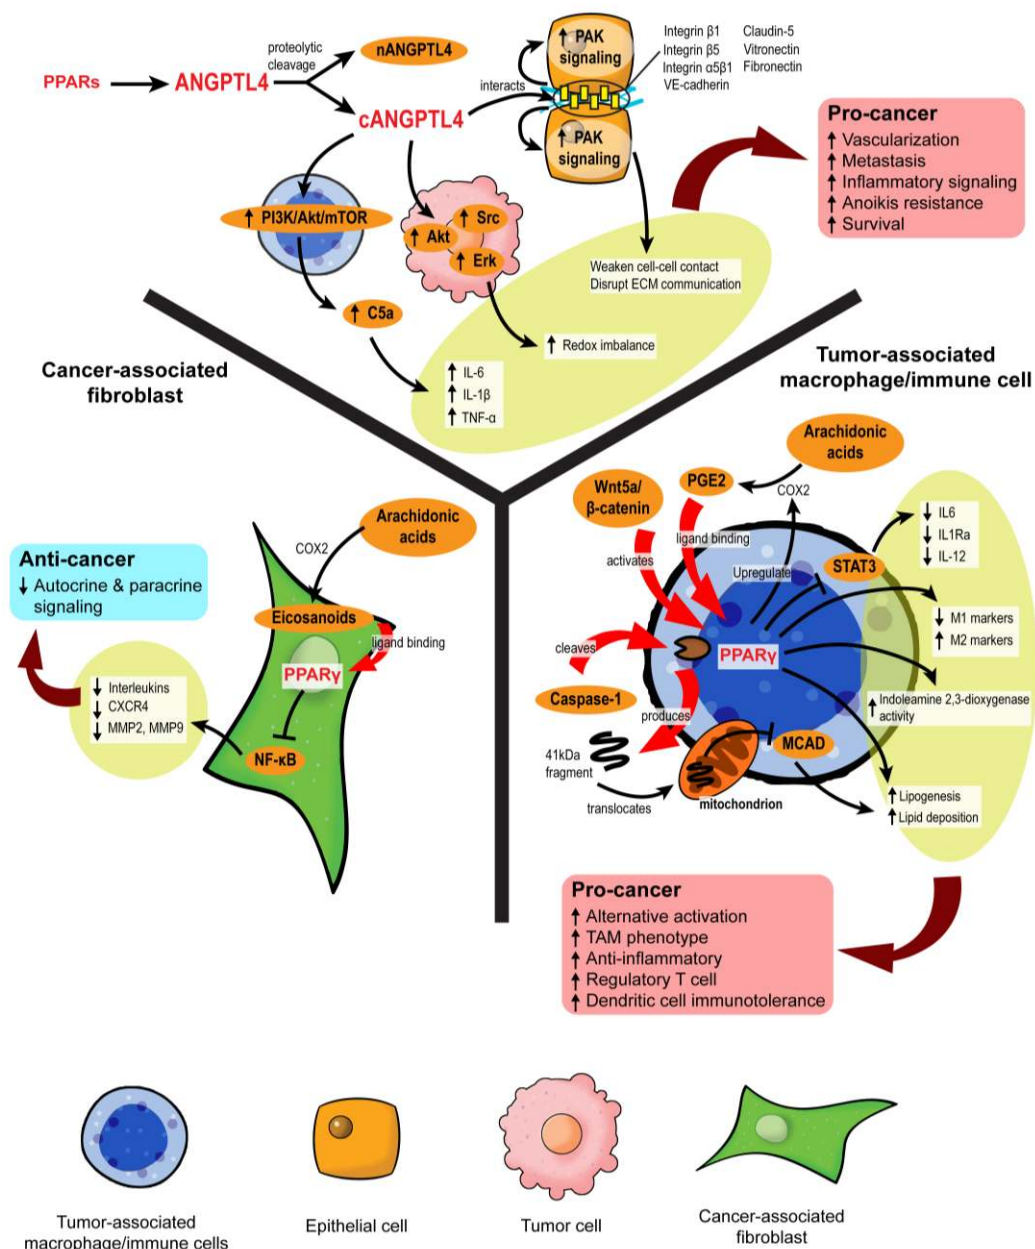 PPARs
ANGPTL4
proteolytic
cleavage
nANGPTL4
cANGPTL4
interacts
PAK
signaling
PAK
signaling
Integrin β1
Integrin β5
Integrin α5β1
VE-cadherin
Claudin-5
Vitronectin
Fibronectin
Pro-cancer
↑ Vascularization
↑ Metastasis
↑ Inflammatory signaling
↑ Anoikis resistance
↑ Survival
↑ PI3K/Akt/mTOR
↑ Src
↑ Akt
↑ Erk
↑ C5a
Weaken cell-cell contact
Disrupt ECM communication
↑ Redox imbalance
↑ IL-6
↑ IL-1β
↑ TNF-α
Cancer-associated
fibroblast
Arachidonic
acids
COX2
Eicosanoids
ligand binding
PPARγ
NF-κB
Anti-cancer
↓ Autocrine & paracrine
signaling
↓ Interleukins
↓ CXCR4
↓ MMP2, MMP9
Tumor-associated
macrophage/immune cell
Arachidonic
acids
PGE2
COX2
Wnt5a/
β-catenin
activates
ligand binding
Upregulate
STAT3
↓ IL6
↓ IL1Ra
↓ IL-12
↓ M1 markers
↑ M2 markers
PPARγ
cleaves
Caspase-1
produces
41kDa
fragment
translocates
mitochondrion
MCAD
↑ Indoleamine 2,3-dioxygenase
activity
↑ Lipogenesis
↑ Lipid deposition
Pro-cancer
↑ Alternative activation
↑ TAM phenotype
↑ Anti-inflammatory
↑ Regulatory T cell
↑ Dendritic cell immunotolerance
Tumor-associated
macrophage/immune cells
Epithelial cell
Tumor cell
Cancer-associated
fibroblast